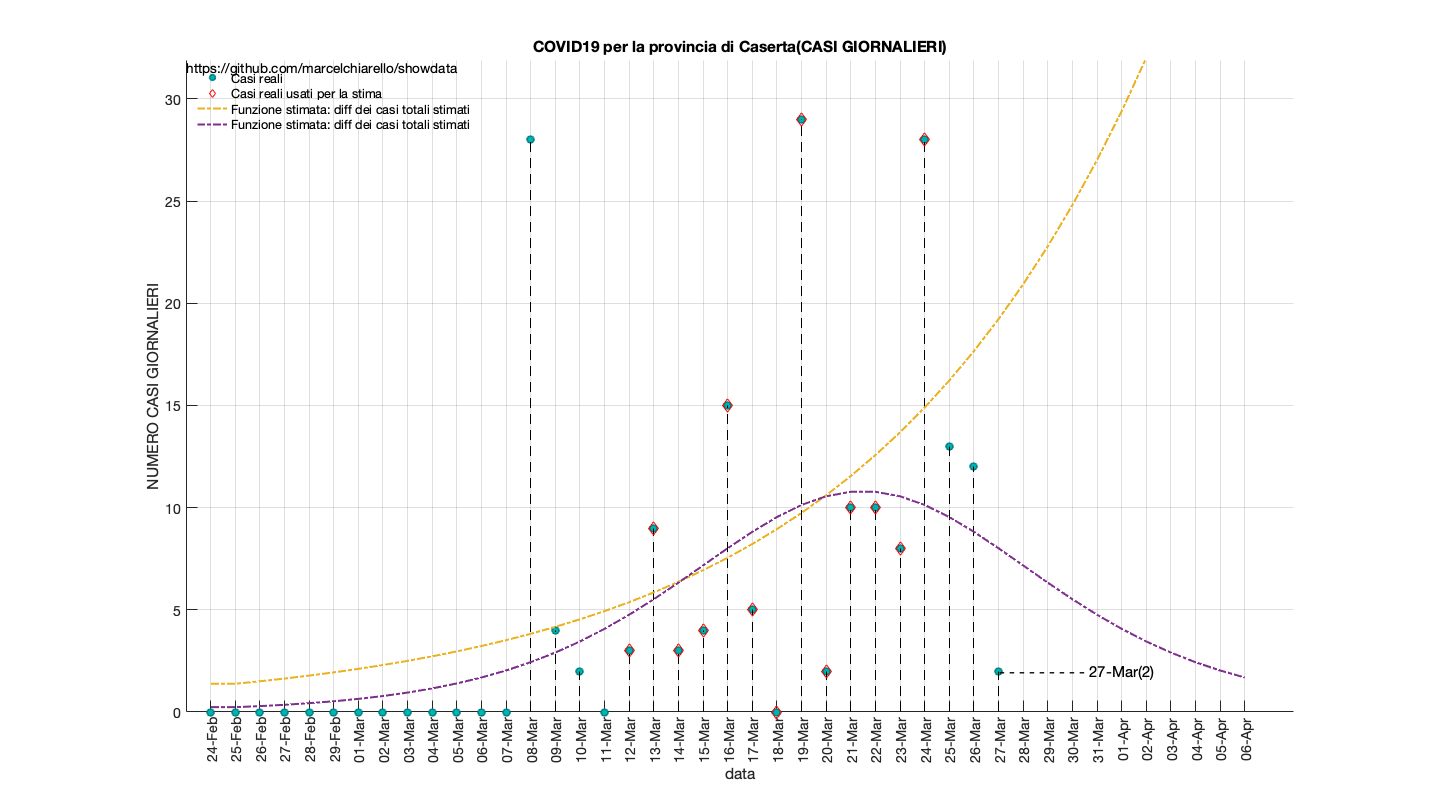 COVID19 per la provincia di Caserta(CASI GIORNALIERI)
https://github.com/marcelchiarello/showdata
Casi reali
Casi reali usati per la stima
Funzione stimata: diff dei casi totali stimati
Funzione stimata: diff dei casi totali stimati
NUMERO CASI GIORNALIERI
30
25
20
15
10
5
0
27-Mar(2)
24-Feb
25-Feb
26-Feb
27-Feb
28-Feb
29-Feb
01-Mar
02-Mar
03-Mar
04-Mar
05-Mar
06-Mar
07-Mar
08-Mar
09-Mar
10-Mar
11-Mar
12-Mar
13-Mar
14-Mar
15-Mar
16-Mar
17-Mar
18-Mar
19-Mar
20-Mar
21-Mar
22-Mar
23-Mar
24-Mar
25-Mar
26-Mar
27-Mar
28-Mar
29-Mar
30-Mar
31-Mar
01-Apr
02-Apr
03-Apr
04-Apr
05-Apr
06-Apr
data